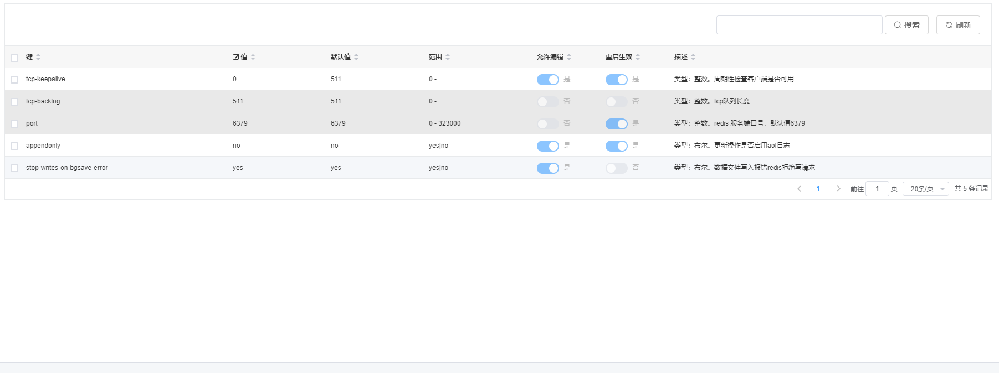 搜索 刷新
键 值 默认值 范围 允许编辑 重启生效 描述
tcp-keepalive 0 511 0 - 是 是 类型：整数。周期性检查客户端是否可用
tcp-backlog 511 511 0 - 否 否 类型：整数。tcp队列长度
port 6379 6379 0 - 323000 否 是 类型：整数。redis 服务端口号，默认值6379
appendonly no no yes|no 是 是 类型：布尔。更新操作是否启用aof日志
stop-writes-on-bgsave-error yes yes yes|no 是 否 类型：布尔。数据文件写入报错redis拒绝写请求
1 前往 1 页 20条/页 共 5 条记录